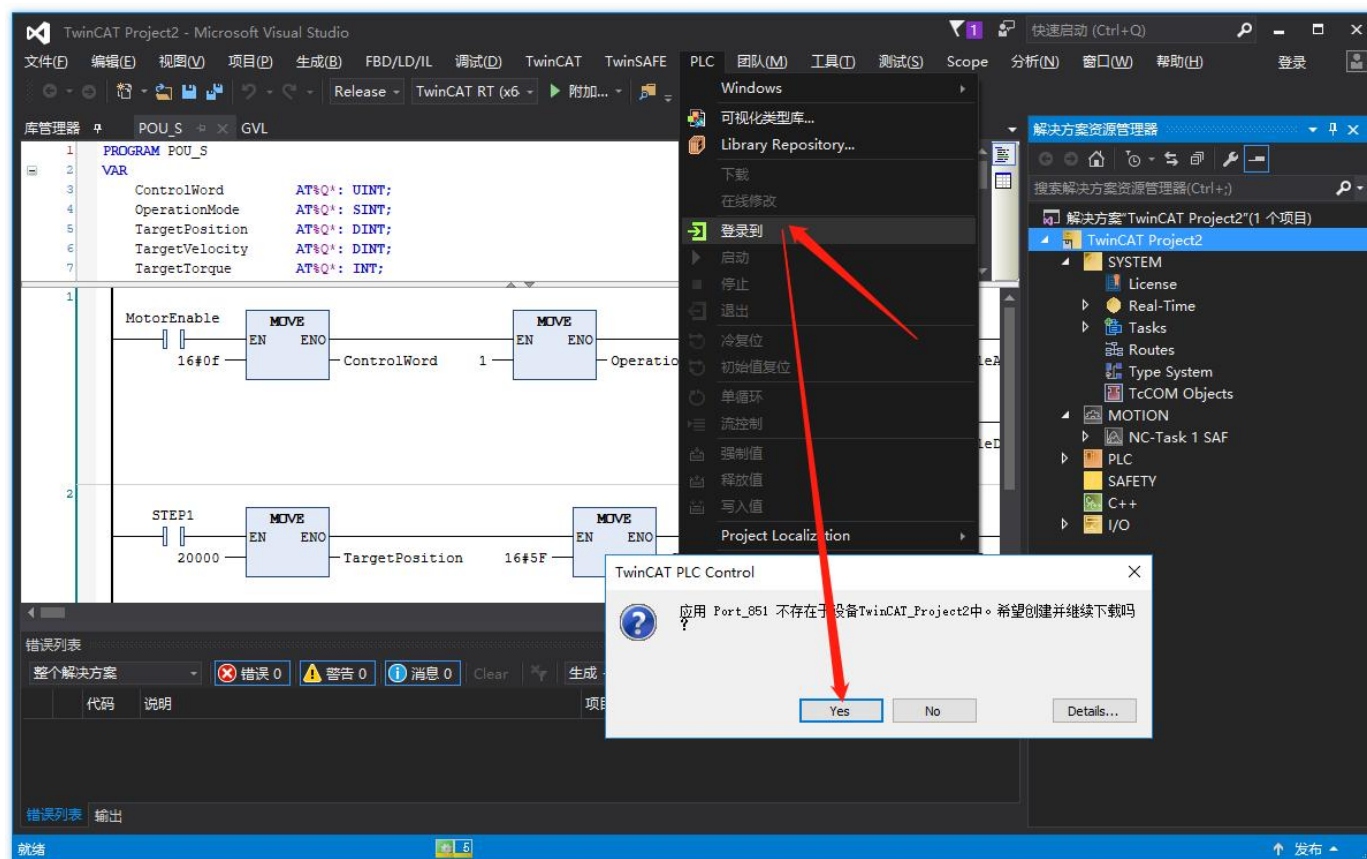 TwinCAT Project2 - Microsoft Visual Studio
1
快速启动 (Ctrl+Q)
文件(F) 编辑(E) 视图(V) 项目(P) 生成(B) FBD/LD/IL 调试(D) TwinCAT TwinSAFE PLC 团队(M) 工具(T) 测试(S) Scope 分析(N) 窗口(W) 帮助(H) 登录
Release TwinCAT RT (x6 附加...
库管理器 POU_S GVL
1 PROGRAM POU_S
2 VAR
3 ControlWord AT%Q*: UINT;
4 OperationMode AT%Q*: SINT;
5 TargetPosition AT%Q*: DINT;
6 TargetVelocity AT%Q*: DINT;
7 TargetTorque AT%Q*: INT;
1
MotorEnable MOVE MOVE
EN ENO EN ENO
16#0f ControlWord 1 Operatio
2
STEP1 MOVE MOVE
EN ENO EN ENO
20000 TargetPosition 16#5F
Windows
可视化类型库...
Library Repository...
下载
在线修改
登录到
启动
停止
退出
冷复位
初始值复位
单循环
流控制
强制值
释放值
写入值
Project Localization
解决方案资源管理器
搜索解决方案资源管理器(Ctrl+;)
解决方案"TwinCAT Project2"(1 个项目)
TwinCAT Project2
SYSTEM
License
Real-Time
Tasks
Routes
Type System
TcCOM Objects
MOTION
NC-Task 1 SAF
PLC
SAFETY
C++
I/O
TwinCAT PLC Control
应用 Port_851 不存在于设备TwinCAT_Project2中。希望创建并继续下载吗
?
Yes No Details...
错误列表
整个解决方案 错误 0 警告 0 消息 0 Clear 生成
代码 说明 项
错误列表 输出
就绪 5 发布